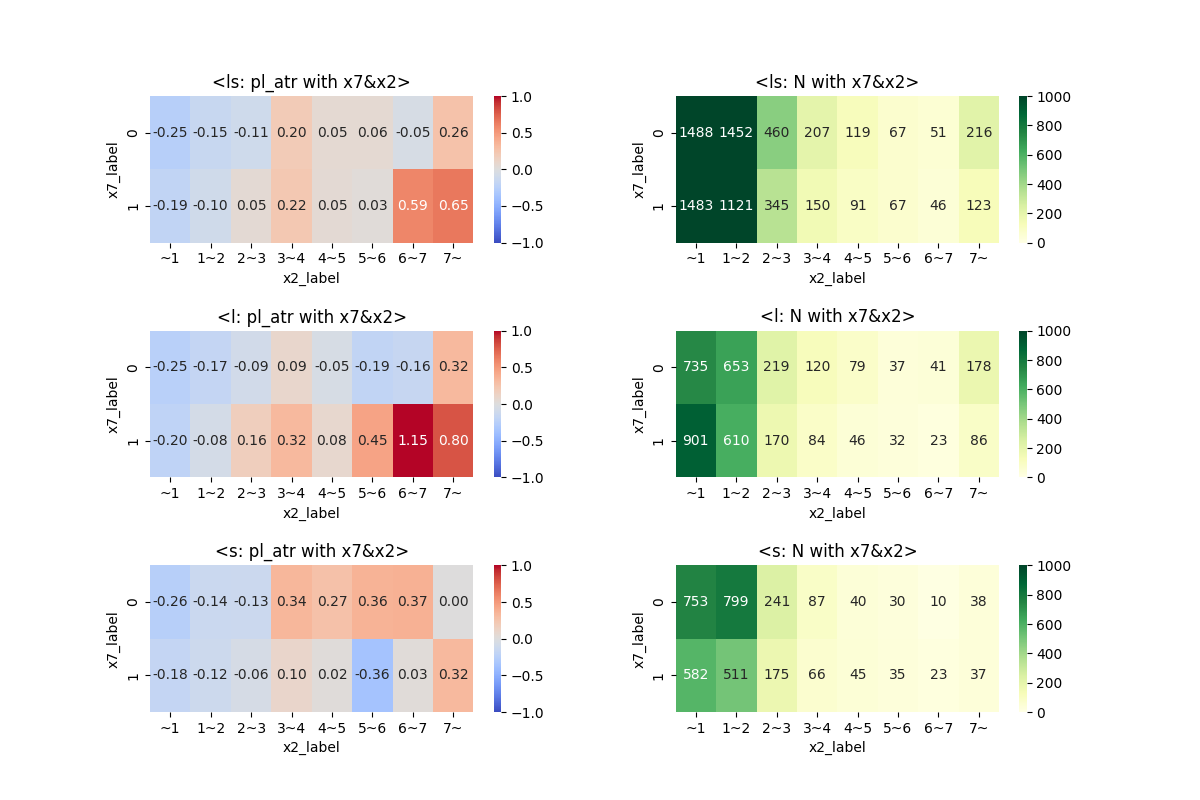 <ls: pl_atr with x7&x2>
x7_label
0 -0.25 -0.15 -0.11 0.20 0.05 0.06 -0.05 0.26
1 -0.19 -0.10 0.05 0.22 0.05 0.03 0.59 0.65
~1 1~2 2~3 3~4 4~5 5~6 6~7 7~
x2_label
1.0
0.5
0.0
−0.5
−1.0
<ls: N with x7&x2>
x7_label
0 1488 1452 460 207 119 67 51 216
1 1483 1121 345 150 91 67 46 123
~1 1~2 2~3 3~4 4~5 5~6 6~7 7~
x2_label
1000
800
600
400
200
0
<l: pl_atr with x7&x2>
x7_label
0 -0.25 -0.17 -0.09 0.09 -0.05 -0.19 -0.16 0.32
1 -0.20 -0.08 0.16 0.32 0.08 0.45 1.15 0.80
~1 1~2 2~3 3~4 4~5 5~6 6~7 7~
x2_label
1.0
0.5
0.0
−0.5
−1.0
<l: N with x7&x2>
x7_label
0 735 653 219 120 79 37 41 178
1 901 610 170 84 46 32 23 86
~1 1~2 2~3 3~4 4~5 5~6 6~7 7~
x2_label
1000
800
600
400
200
0
<s: pl_atr with x7&x2>
x7_label
0 -0.26 -0.14 -0.13 0.34 0.27 0.36 0.37 0.00
1 -0.18 -0.12 -0.06 0.10 0.02 -0.36 0.03 0.32
~1 1~2 2~3 3~4 4~5 5~6 6~7 7~
x2_label
1.0
0.5
0.0
−0.5
−1.0
<s: N with x7&x2>
x7_label
0 753 799 241 87 40 30 10 38
1 582 511 175 66 45 35 23 37
~1 1~2 2~3 3~4 4~5 5~6 6~7 7~
x2_label
1000
800
600
400
200
0